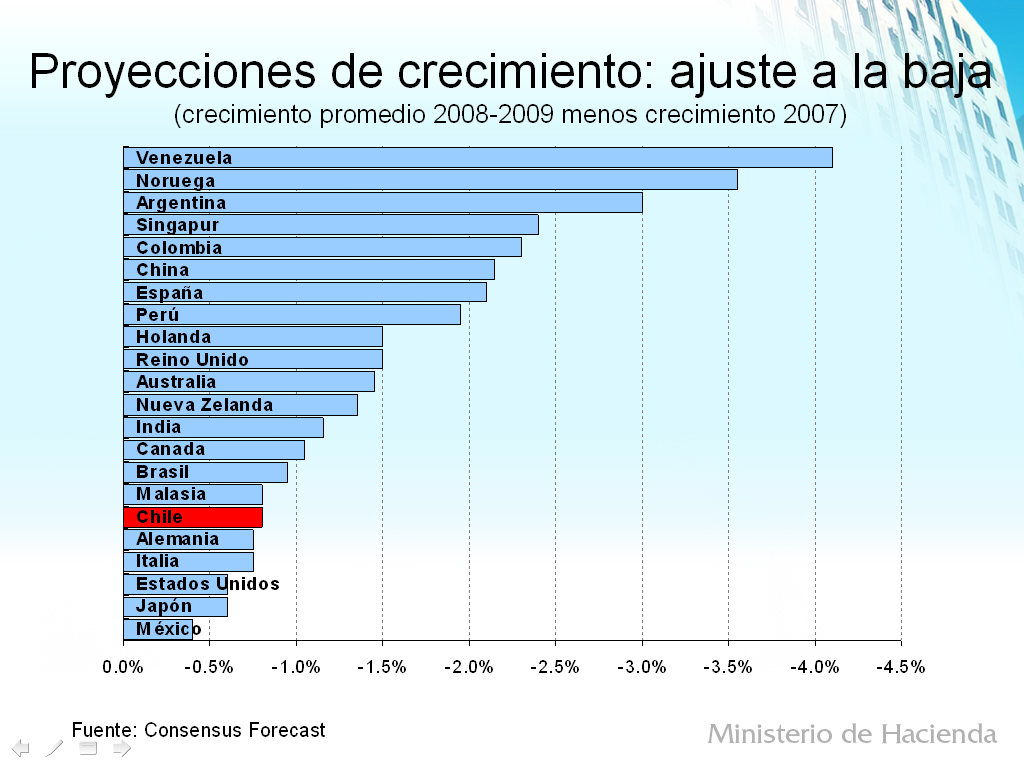 Proyecciones de crecimiento: ajuste a la baja
(crecimiento promedio 2008-2009 menos crecimiento 2007)
Venezuela
Noruega
Argentina
Singapur
Colombia
China
España
Perú
Holanda
Reino Unido
Australia
Nueva Zelanda
India
Canada
Brasil
Malasia
Chile
Alemania
Italia
Estados Unidos
Japón
México
0.0% -0.5% -1.0% -1.5% -2.0% -2.5% -3.0% -3.5% -4.0% -4.5%
Fuente: Consensus Forecast
Ministerio de Hacienda